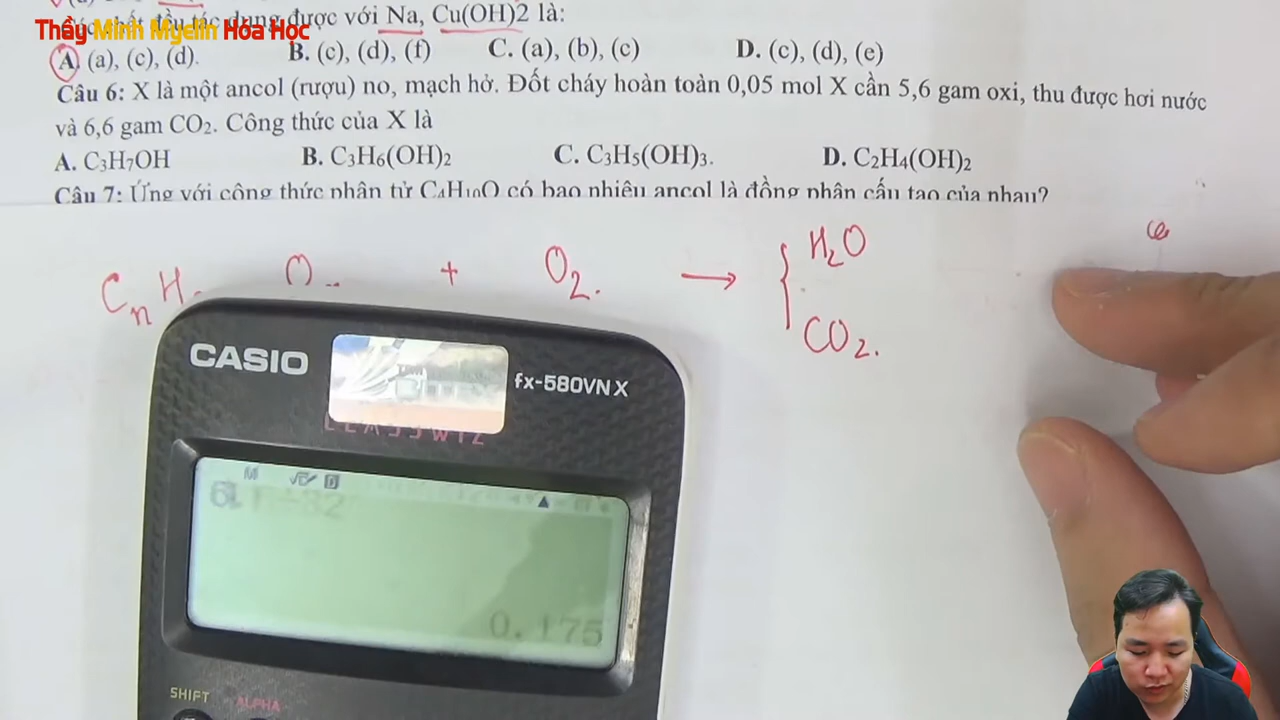 Thầy Minh Myelin Hóa Học
tác dụng được với Na, Cu(OH)2 là:
A. (a), (c), (d). B. (c), (d), (f) C. (a), (b), (c) D. (c), (d), (e)
Câu 6: X là một ancol (rượu) no, mạch hở. Đốt cháy hoàn toàn 0,05 mol X cần 5,6 gam oxi, thu được hơi nước
và 6,6 gam CO2. Công thức của X là
A. C3H7OH B. C3H6(OH)2 C. C3H5(OH)3. D. C2H4(OH)2
Câu 7: Ứng với công thức phân tử C4H10O có bao nhiêu ancol là đồng phân cấu tạo của nhau?
CnH O + O2. → { H2O
CO2.
CASIO
fx-580VN X
CLASSWIZ
0.175
SHIFT ALPHA